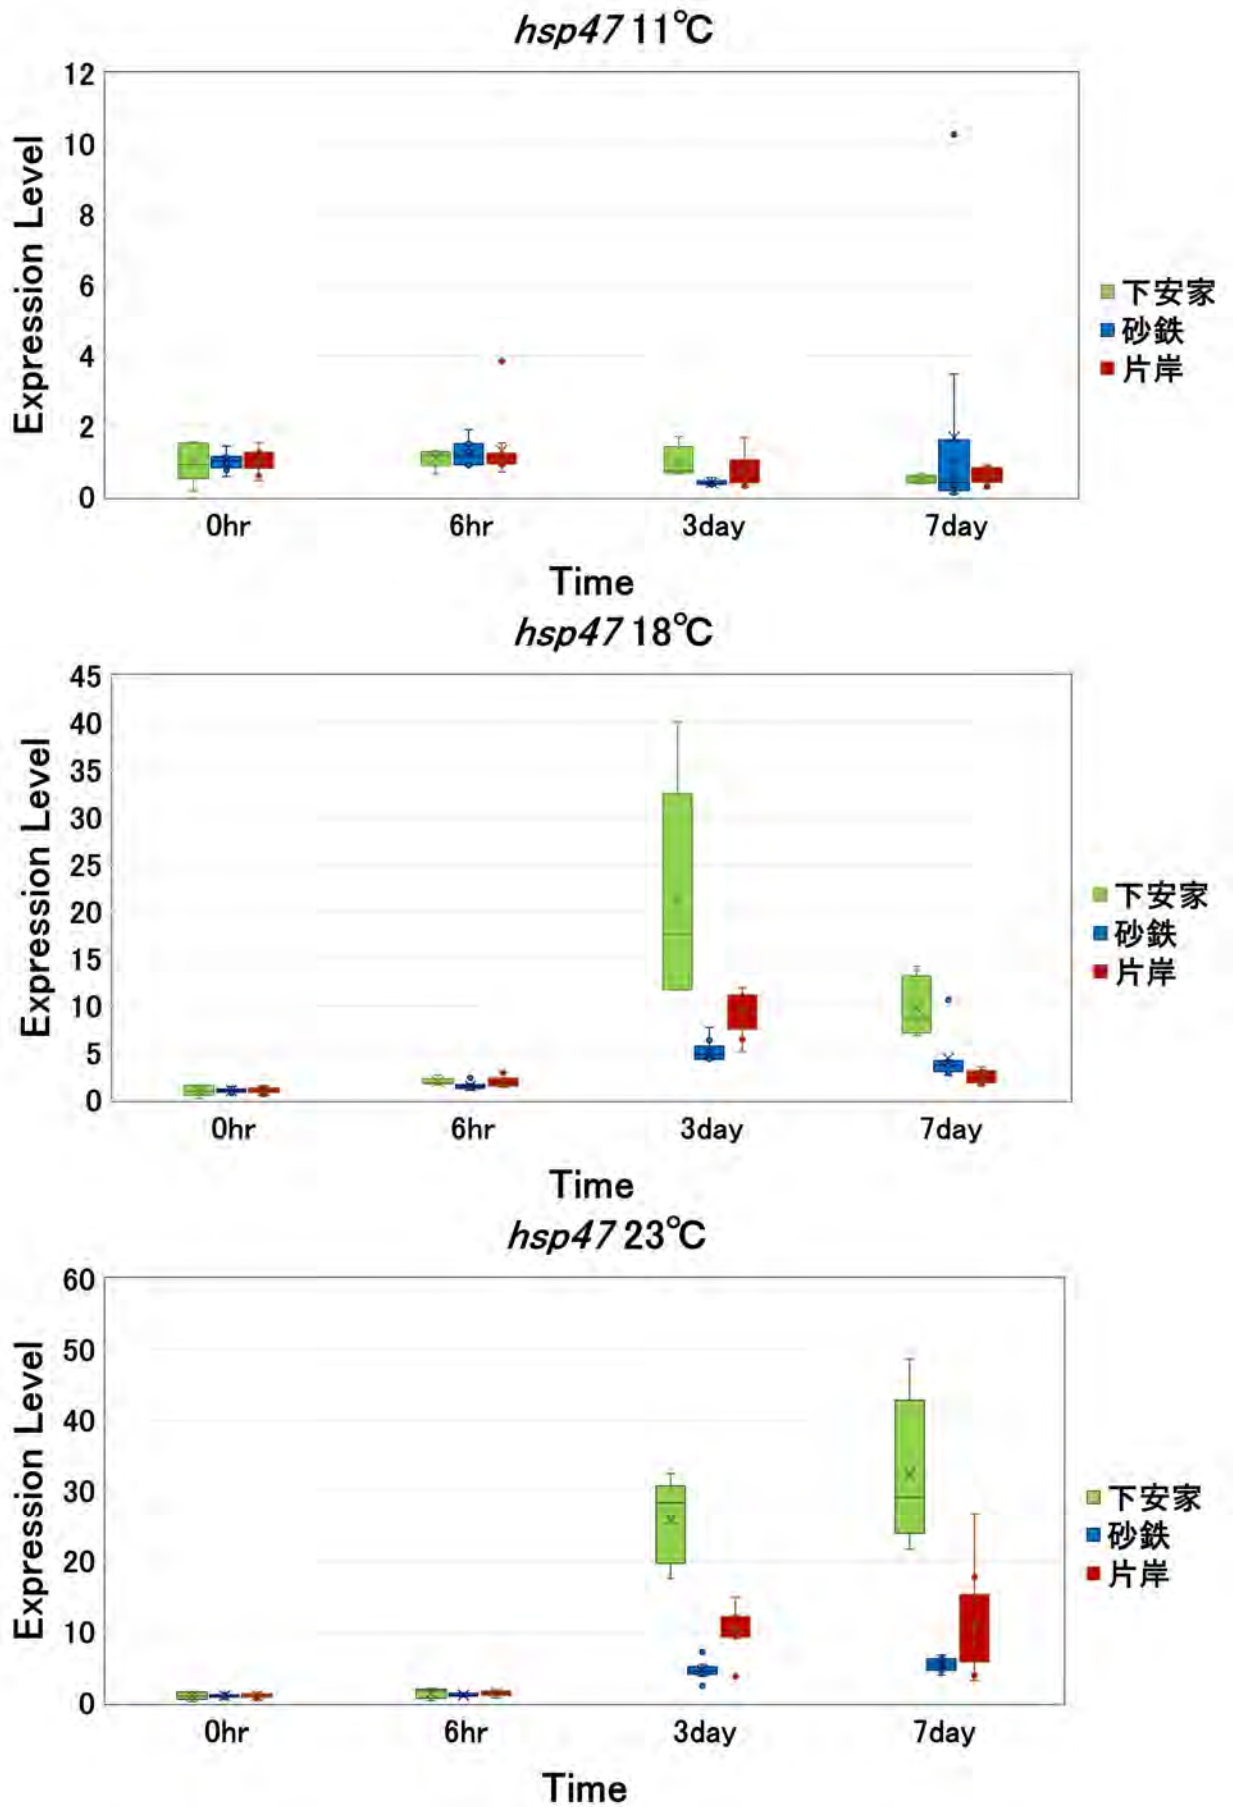 hsp47 11℃
12
10
8
6
4
2
0
Expression Level
0hr 6hr 3day 7day
Time
下安家
砂鉄
片岸
hsp47 18℃
45
40
35
30
25
20
15
10
5
0
Expression Level
0hr 6hr 3day 7day
Time
下安家
砂鉄
片岸
hsp47 23℃
60
50
40
30
20
10
0
Expression Level
0hr 6hr 3day 7day
Time
下安家
砂鉄
片岸